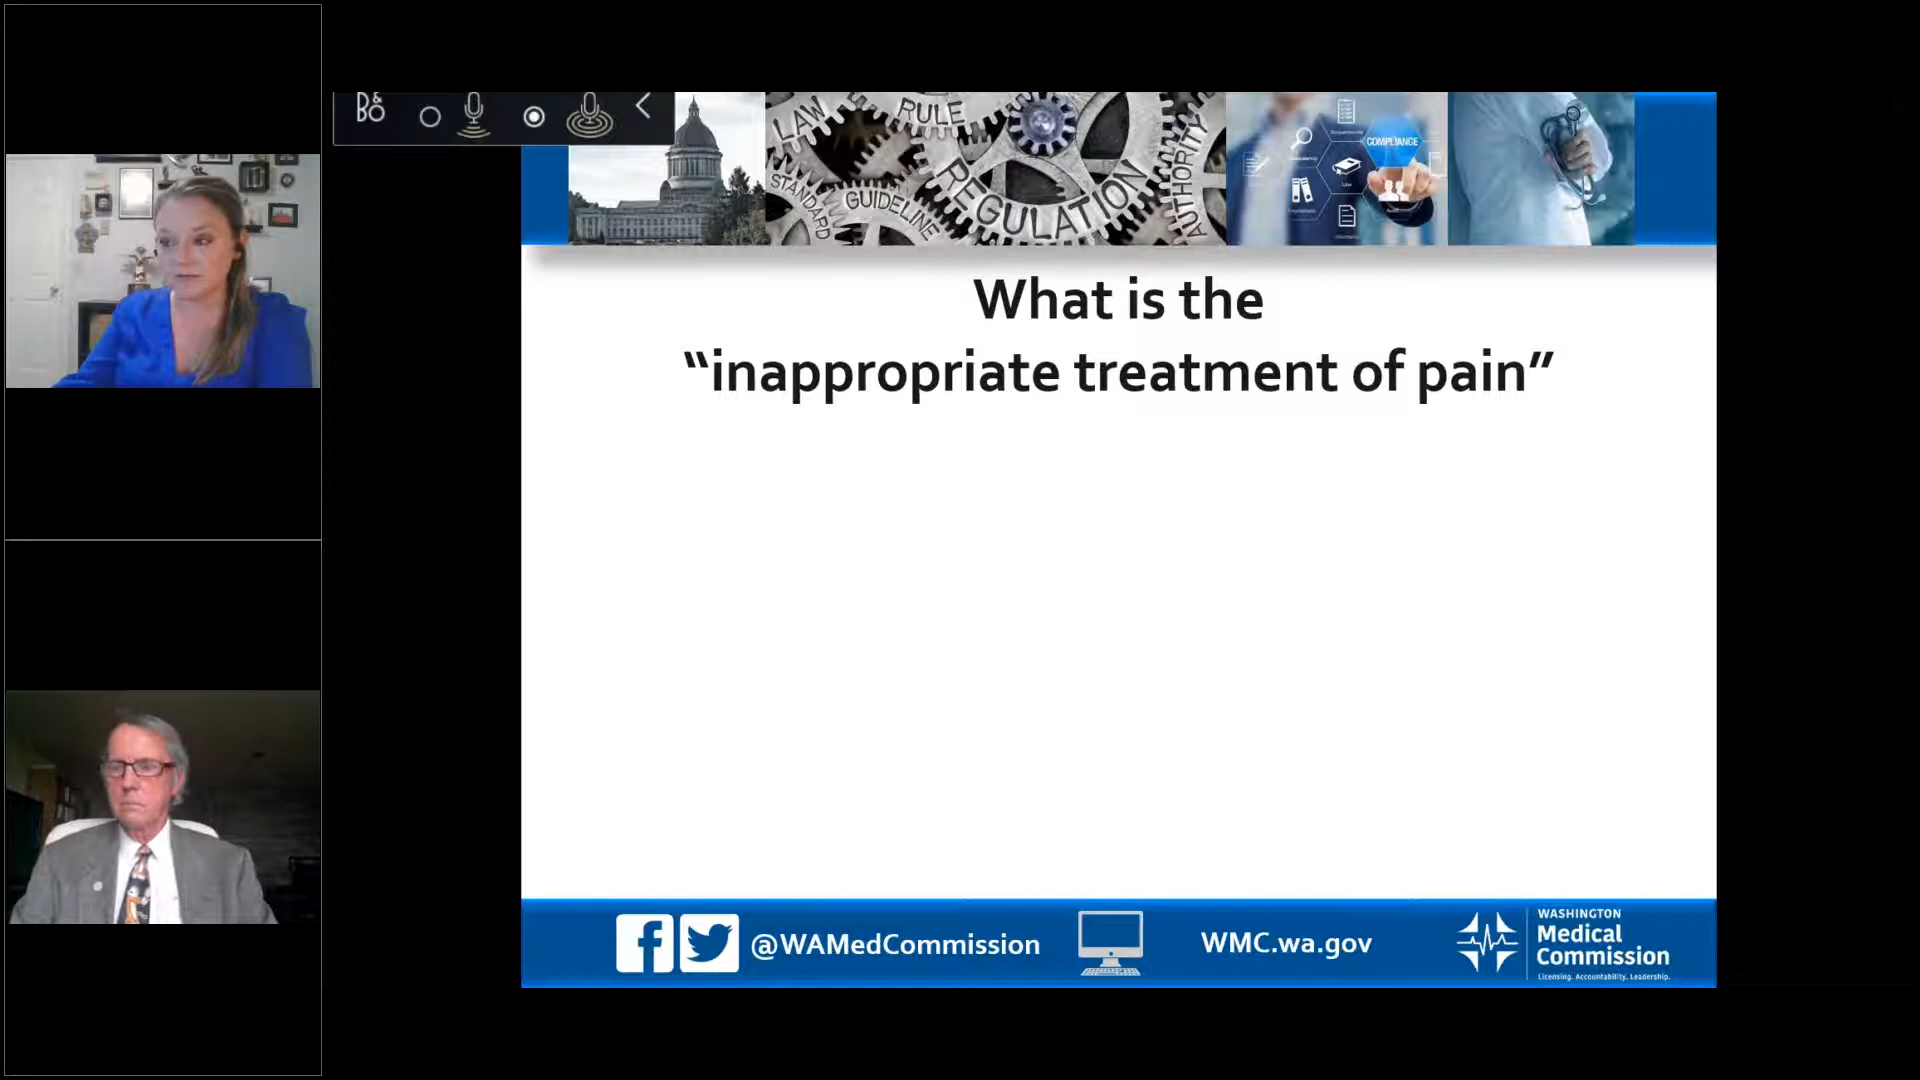 B&O
LAW
RULE
REGULATION
AUTHORITY
STANDARD
GUIDELINE
COMPLIANCE
What is the
“inappropriate treatment of pain”
@WAMedCommission
WMC.wa.gov
WASHINGTON
Medical
Commission
Licensing. Accountability. Leadership.